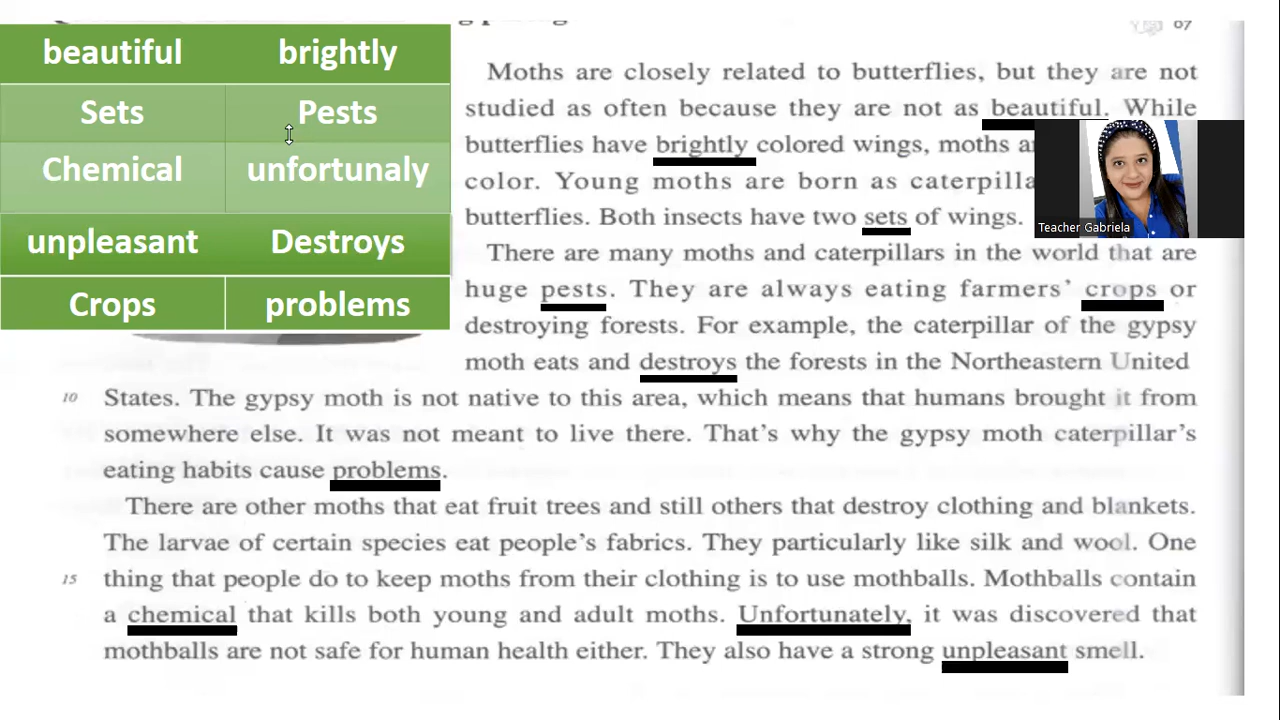 beautiful brightly
Sets Pests
Chemical unfortunaly
unpleasant Destroys
Crops problems
67
Moths are closely related to butterflies, but they are not
studied as often because they are not as beautiful. While
butterflies have brightly colored wings, moths
color. Young moths are born as
butterflies. Both insects have two sets of wings.
Teacher Gabriela
There are many moths and caterpillars in the world that are
huge pests. They are always eating farmers' crops or
destroying forests. For example, the caterpillar of the gypsy
moth eats and destroys the forests in the Northeastern United
10 States. The gypsy moth is not native to this area, which means that humans brought it from
somewhere else. It was not meant to live there. That's why the gypsy moth caterpillar's
eating habits cause problems.
There are other moths that eat fruit trees and still others that destroy clothing and blankets.
The larvae of certain species eat people's fabrics. They particularly like silk and wool. One
15 thing that people do to keep moths from their clothing is to use mothballs. Mothballs contain
a chemical that kills both young and adult moths. Unfortunately, it was discovered that
mothballs are not safe for human health either. They also have a strong unpleasant smell.